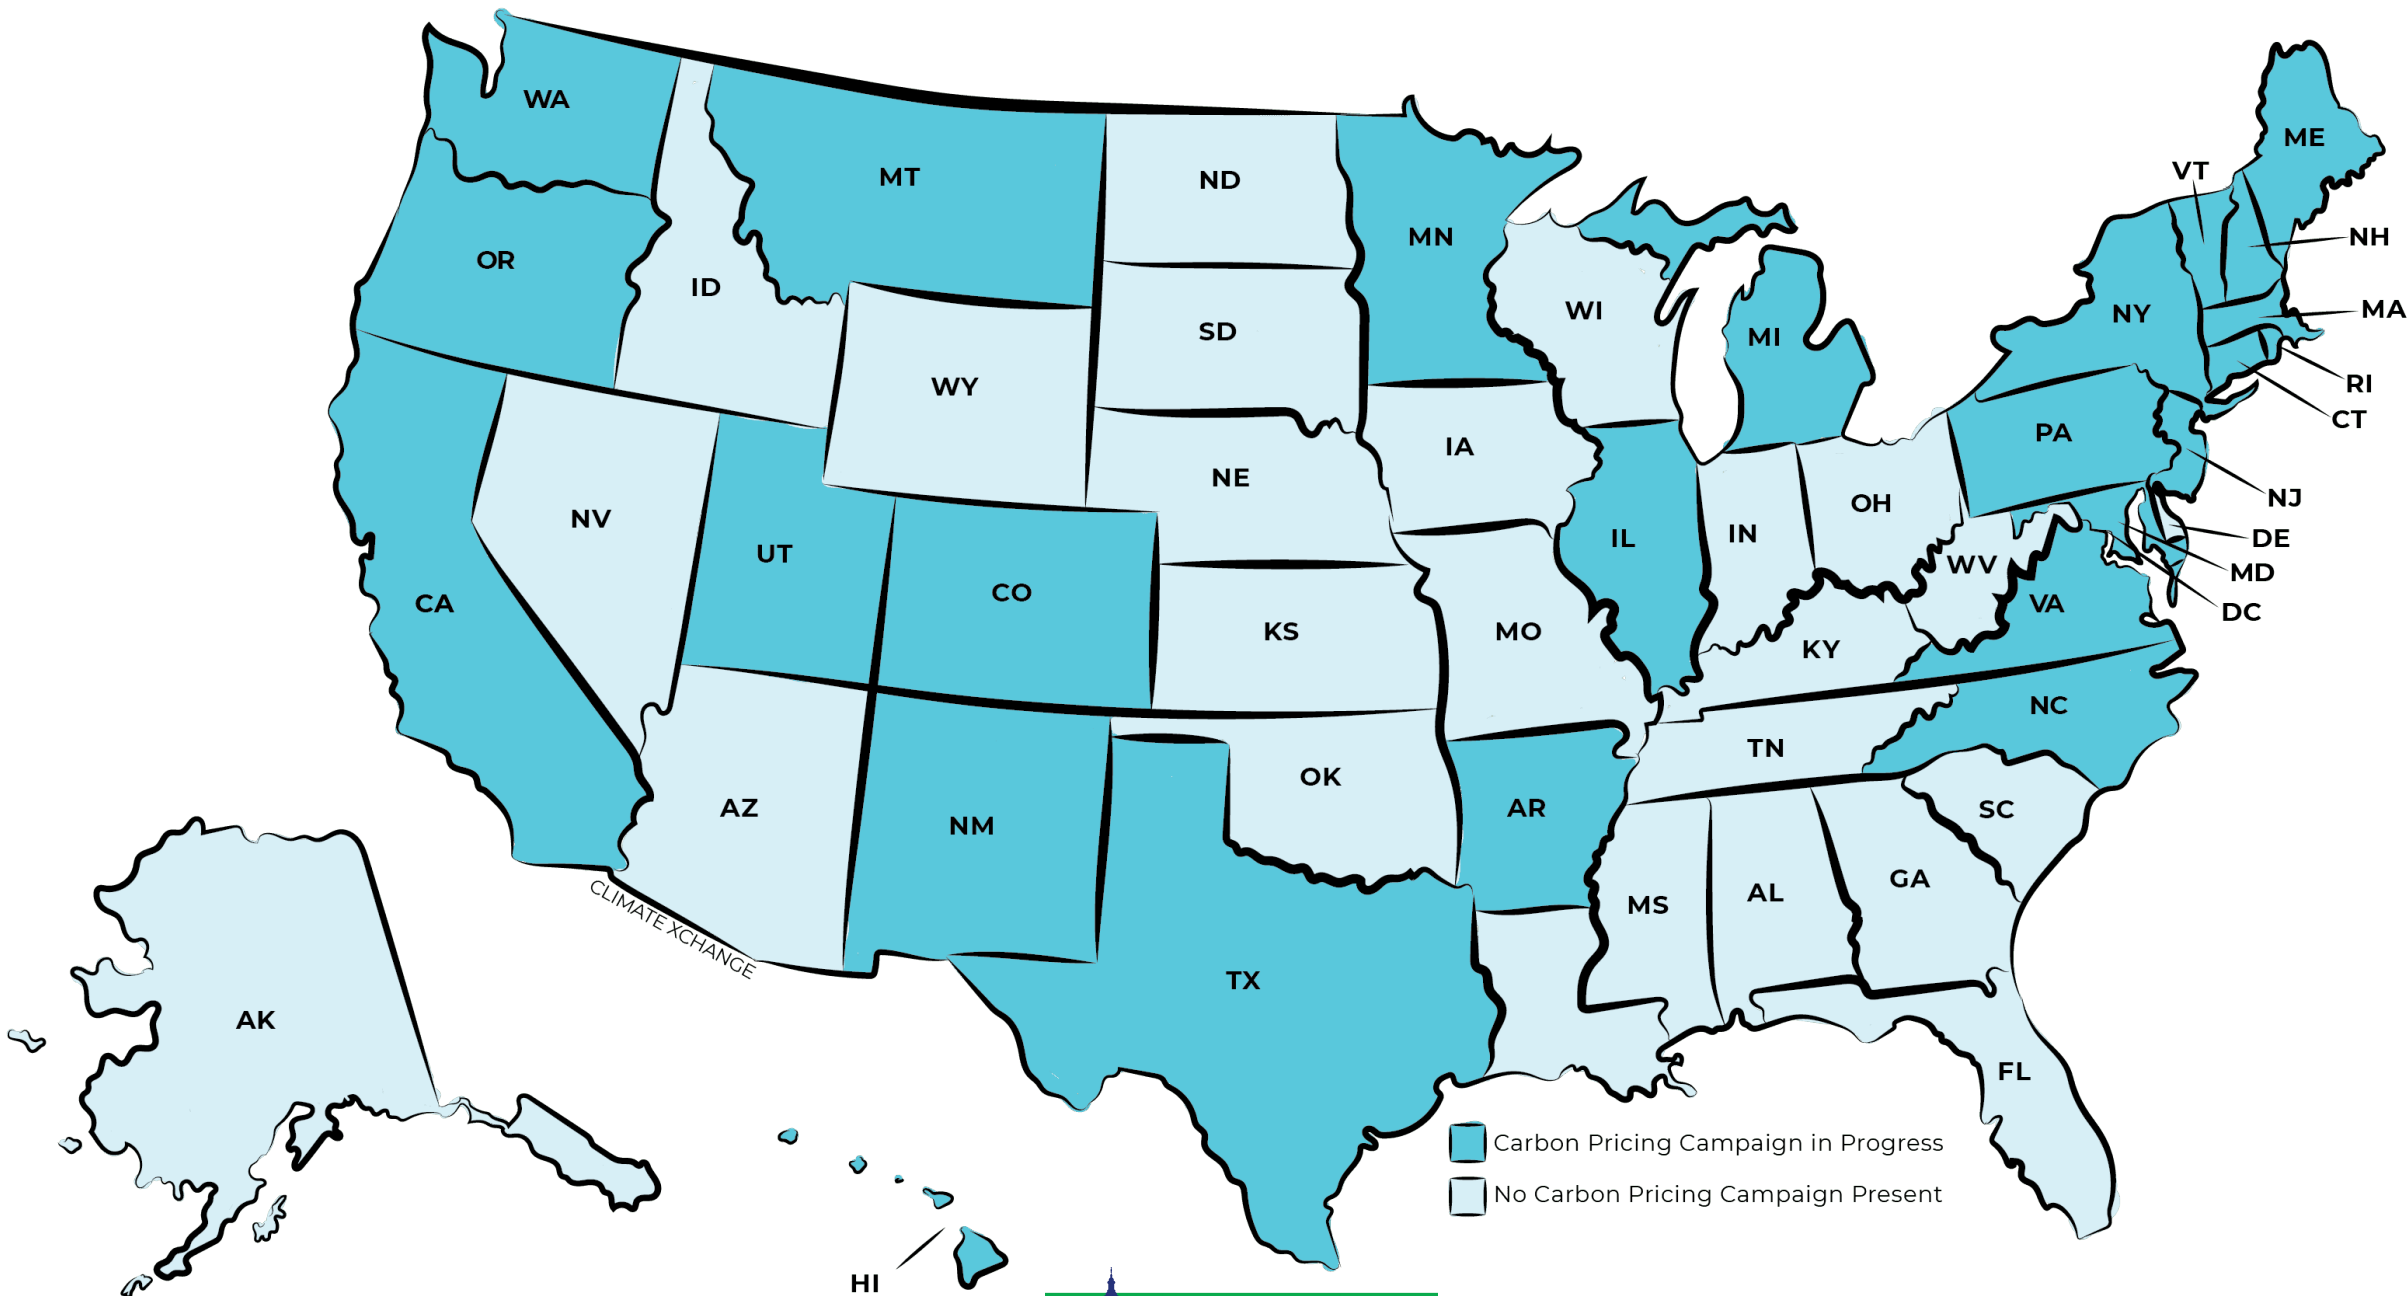 WA
MT
ND
MN
ME
VT
NH
OR
ID
SD
WI
MI
NY
MA
WY
RI
CT
IA
PA
NE
NV
UT
IL
IN
OH
NJ
DE
CO
CA
KS
MO
WV
MD
VA
DC
KY
NC
TN
OK
AZ
NM
AR
SC
MS
AL
GA
CLIMATE XCHANGE
TX
AK
FL
Carbon Pricing Campaign in Progress
No Carbon Pricing Campaign Present
HI